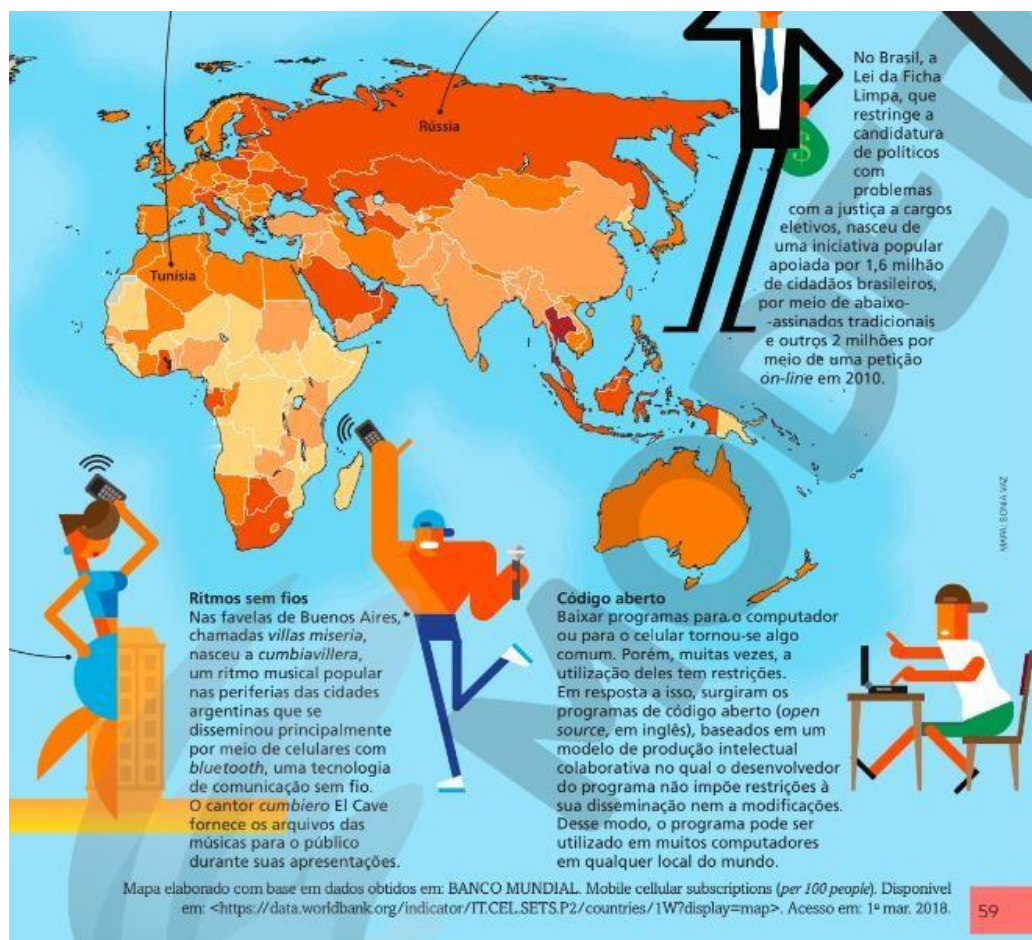 Rússia
Tunísia
No Brasil, a
Lei da Ficha
Limpa, que
restringe a
candidatura
de políticos
com
problemas
com a justiça a cargos
eletivos, nasceu de
uma iniciativa popular
apoiada por 1,6 milhão
de cidadãos brasileiros,
por meio de abaixo-
-assinados tradicionais
e outros 2 milhões por
meio de uma petição
on-line em 2010.
$
MAPA: SONIA VAZ
Ritmos sem fios
Nas favelas de Buenos Aires,
chamadas villas miseria,
nasceu a cumbiavillera,
um ritmo musical popular
nas periferias das cidades
argentinas que se
disseminou principalmente
por meio de celulares com
bluetooth, uma tecnologia
de comunicação sem fio.
O cantor cumbiero El Cave
fornece os arquivos das
músicas para o público
durante suas apresentações.
Código aberto
Baixar programas para o computador
ou para o celular tornou-se algo
comum. Porém, muitas vezes, a
utilização deles tem restrições.
Em resposta a isso, surgiram os
programas de código aberto (open
source, em inglês), baseados em um
modelo de produção intelectual
colaborativa no qual o desenvolvedor
do programa não impõe restrições à
sua disseminação nem a modificações.
Desse modo, o programa pode ser
utilizado em muitos computadores
em qualquer local do mundo.
Mapa elaborado com base em dados obtidos em: BANCO MUNDIAL. Mobile cellular subscriptions (per 100 people). Disponível
em: <https://data.worldbank.org/indicator/IT.CEL.SETS.P2/countries/1W?display=map>. Acesso em: 1º mar. 2018.
59